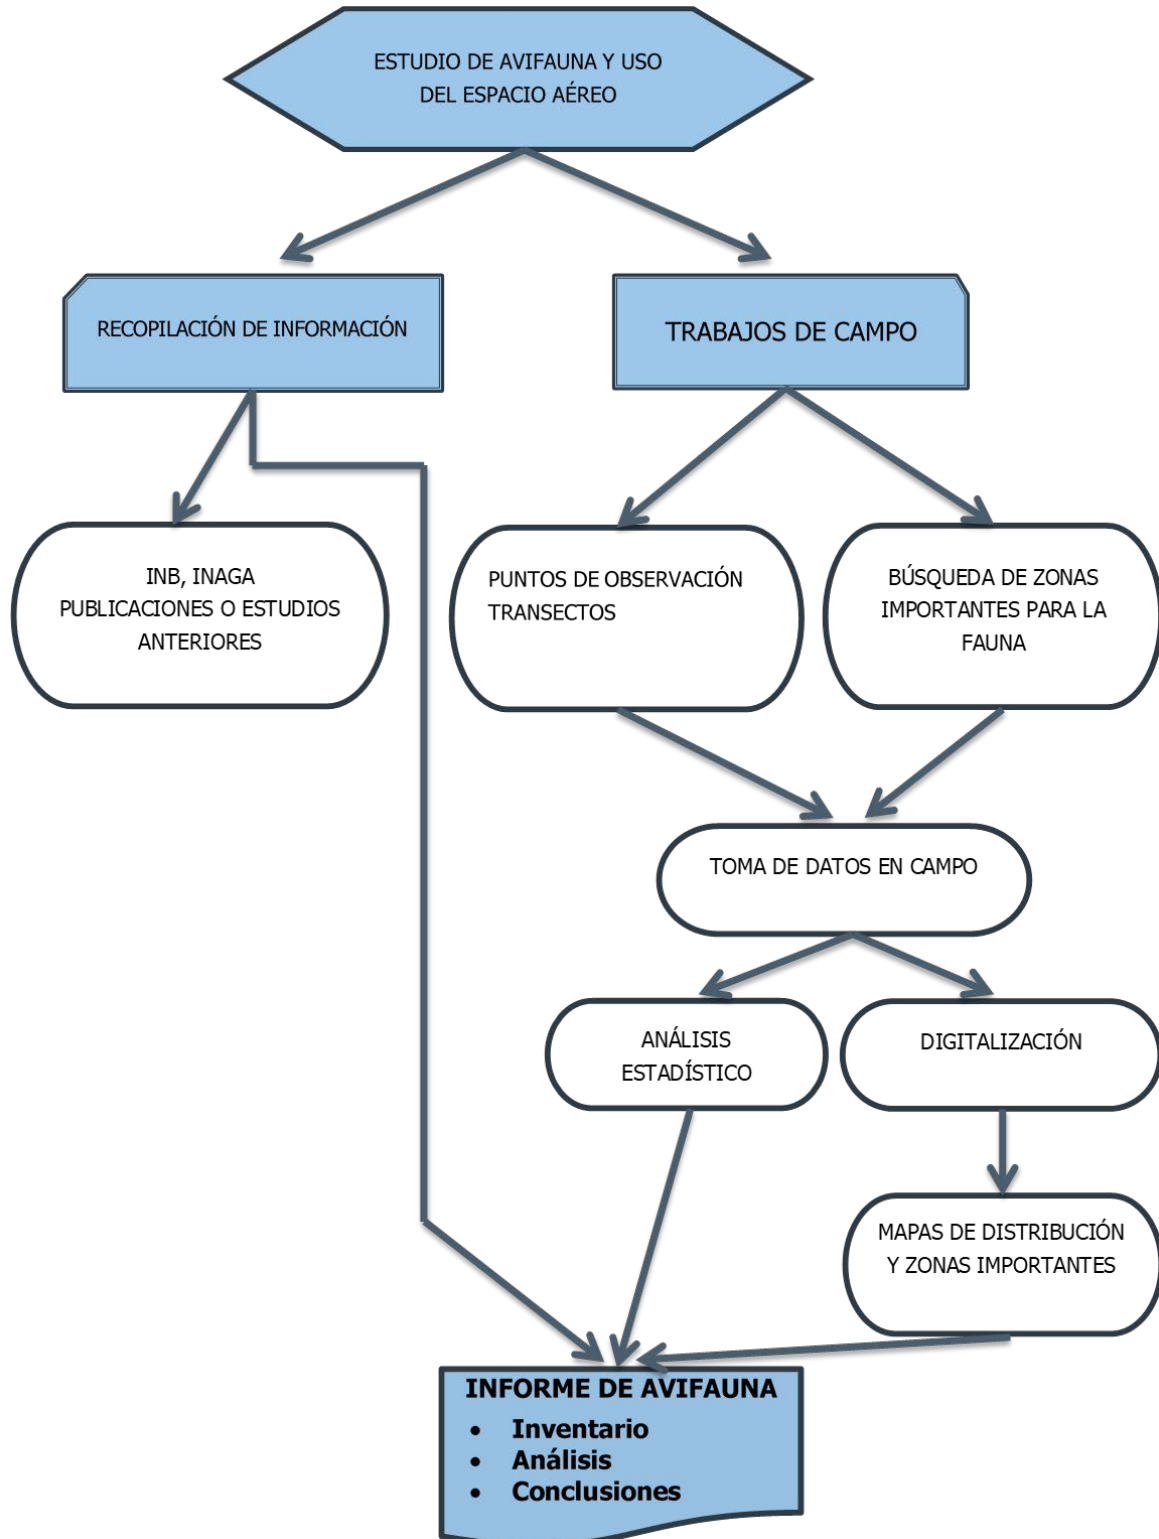 ESTUDIO DE AVIFAUNA Y USO
DEL ESPACIO AÉREO
RECOPILACIÓN DE INFORMACIÓN
TRABAJOS DE CAMPO
INB, INAGA
PUBLICACIONES O ESTUDIOS
ANTERIORES
PUNTOS DE OBSERVACIÓN
TRANSECTOS
BÚSQUEDA DE ZONAS
IMPORTANTES PARA LA
FAUNA
TOMA DE DATOS EN CAMPO
ANÁLISIS
ESTADÍSTICO
DIGITALIZACIÓN
MAPAS DE DISTRIBUCIÓN
Y ZONAS IMPORTANTES
INFORME DE AVIFAUNA
• Inventario
• Análisis
• Conclusiones